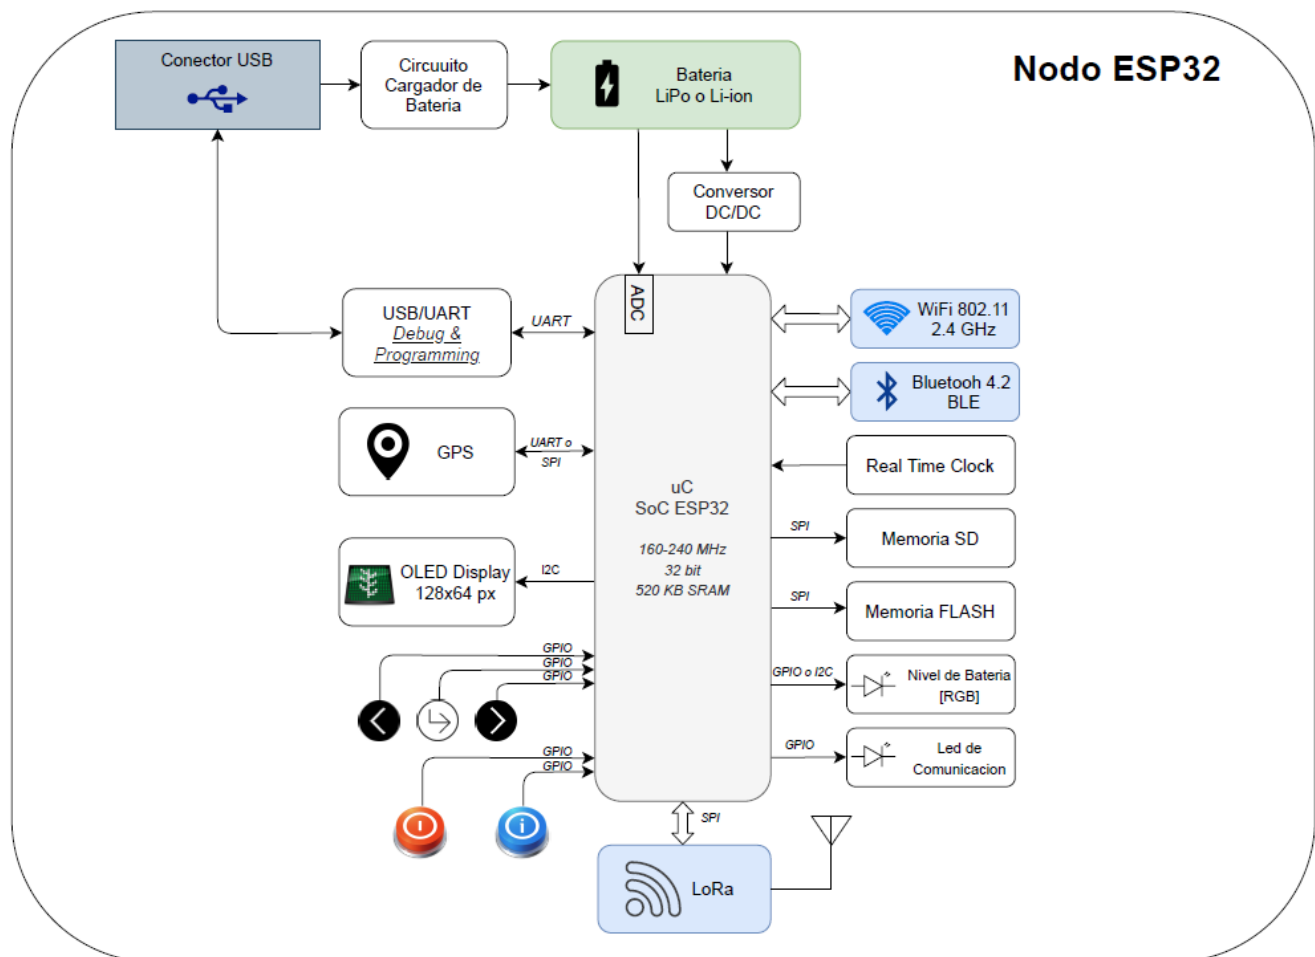 Nodo ESP32
Conector USB
Circuuito
Cargador de
Bateria
Bateria
LiPo o Li-ion
Conversor
DC/DC
ADC
USB/UART
Debug &
Programming
UART
WiFi 802.11
2.4 GHz
Bluetooh 4.2
BLE
GPS
UART o
SPI
Real Time Clock
uC
SoC ESP32
160-240 MHz
32 bit
520 KB SRAM
SPI
Memoria SD
OLED Display
128x64 px
I2C
SPI
Memoria FLASH
GPIO
GPIO
GPIO
GPIO o I2C
Nivel de Bateria
[RGB]
GPIO
GPIO
GPIO
Led de
Comunicacion
SPI
LoRa